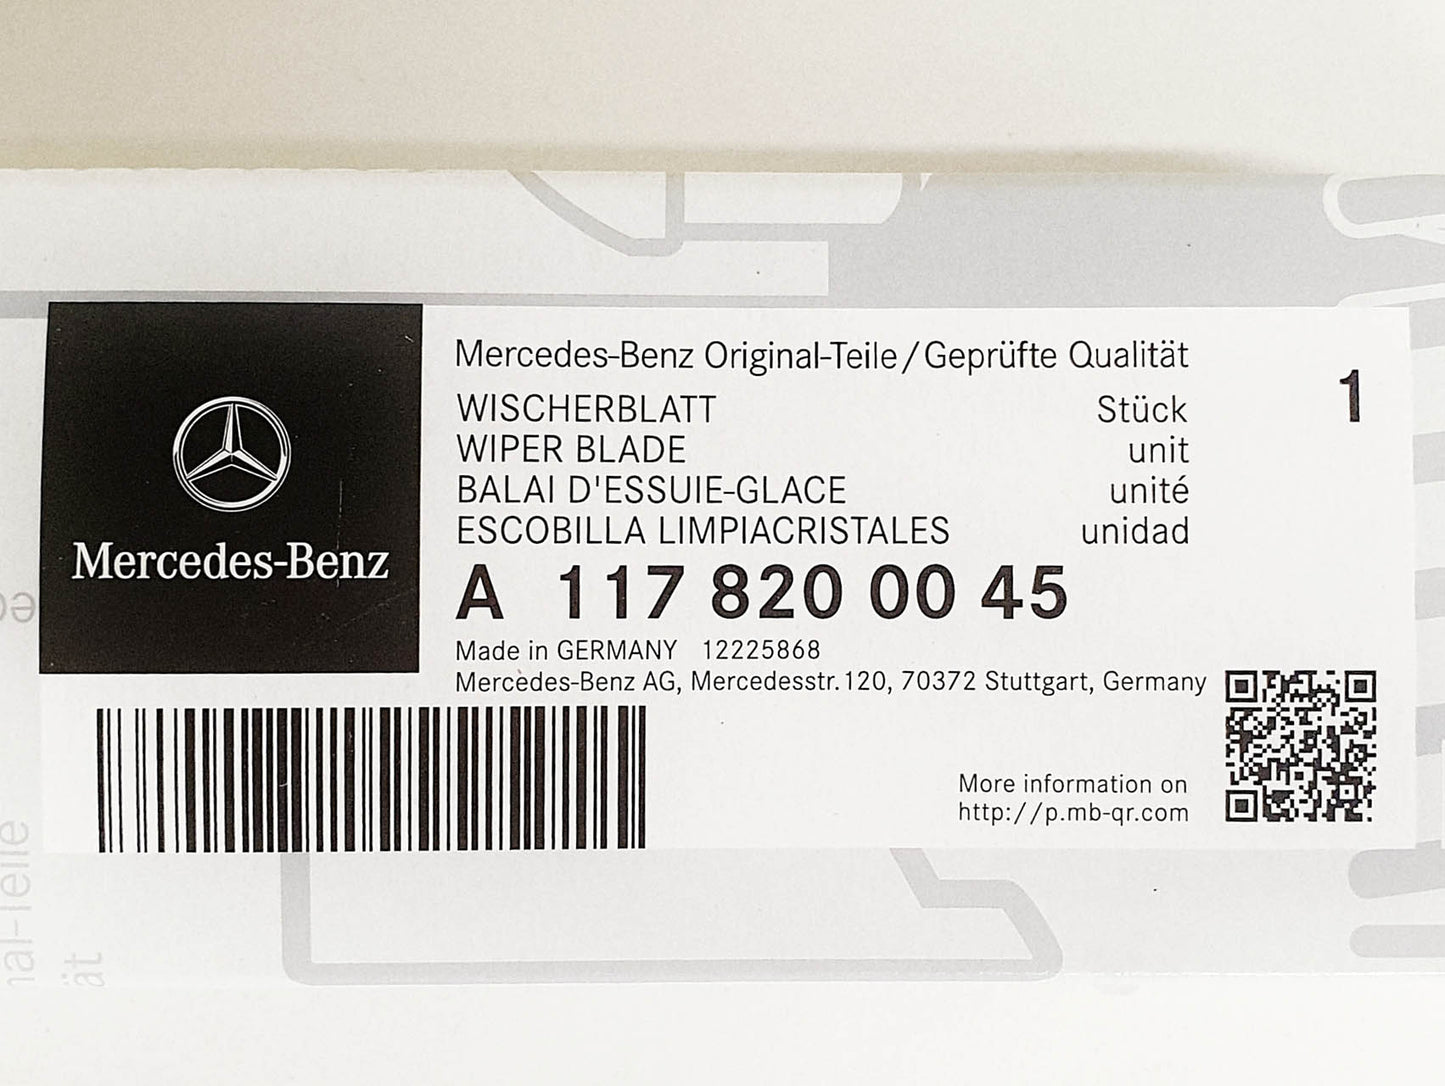 Mercedes-Benz
Mercedes-Benz Original-Teile/Geprüfte Qualität
WISCHERBLATT Stück 1
WIPER BLADE unit
BALAI D'ESSUIE-GLACE unité
ESCOBILLA LIMPIACRISTALES unidad
A 117 820 00 45
Made in GERMANY 12225868
Mercedes-Benz AG, Mercedesstr. 120, 70372 Stuttgart, Germany
More information on
http://p.mb-qr.com